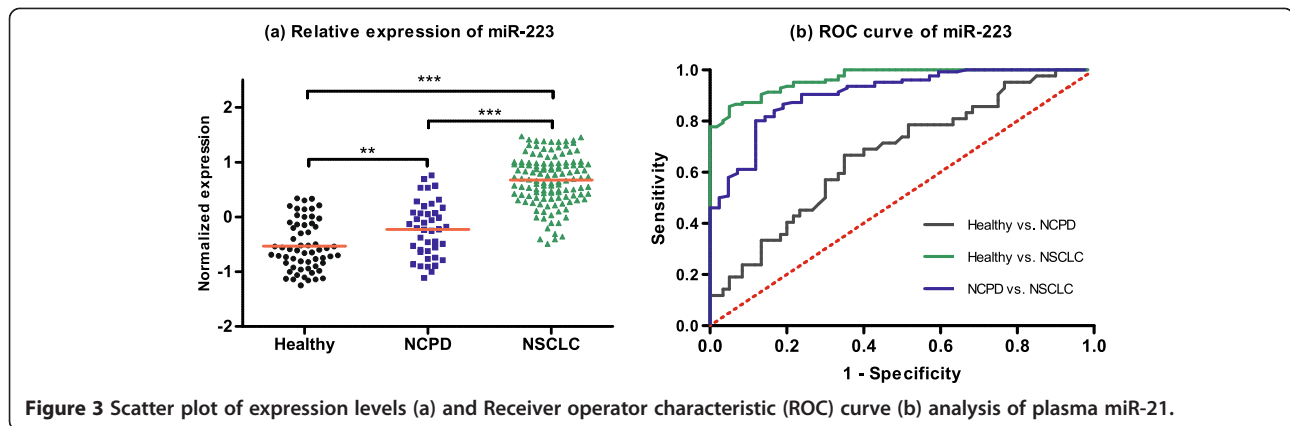 (a) Relative expression of miR-223
Normalized expression
2
1
-0
-1
-2
***
***
**
Healthy
NCPD
NSCLC
(b) ROC curve of miR-223
Sensitivity
1.0
0.8
0.6
0.4
0.2
0.0
Healthy vs. NCPD
Healthy vs. NSCLC
NCPD vs. NSCLC
0.0
0.2
0.4
0.6
0.8
1.0
1 - Specificity
Figure 3 Scatter plot of expression levels (a) and Receiver operator characteristic (ROC) curve (b) analysis of plasma miR-21.